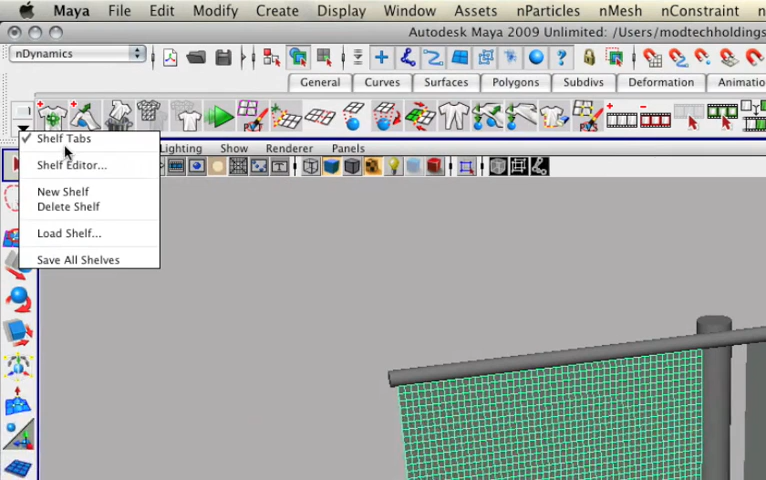 Maya File Edit Modify Create Display Window Assets nParticles nMesh nConstraint n
Autodesk Maya 2009 Unlimited: /Users/modtechholdings
nDynamics
General Curves Surfaces Polygons Subdivs Deformation Animatio
Lighting Show Renderer Panels
Shelf Tabs
Shelf Editor...
New Shelf
Delete Shelf
Load Shelf...
Save All Shelves